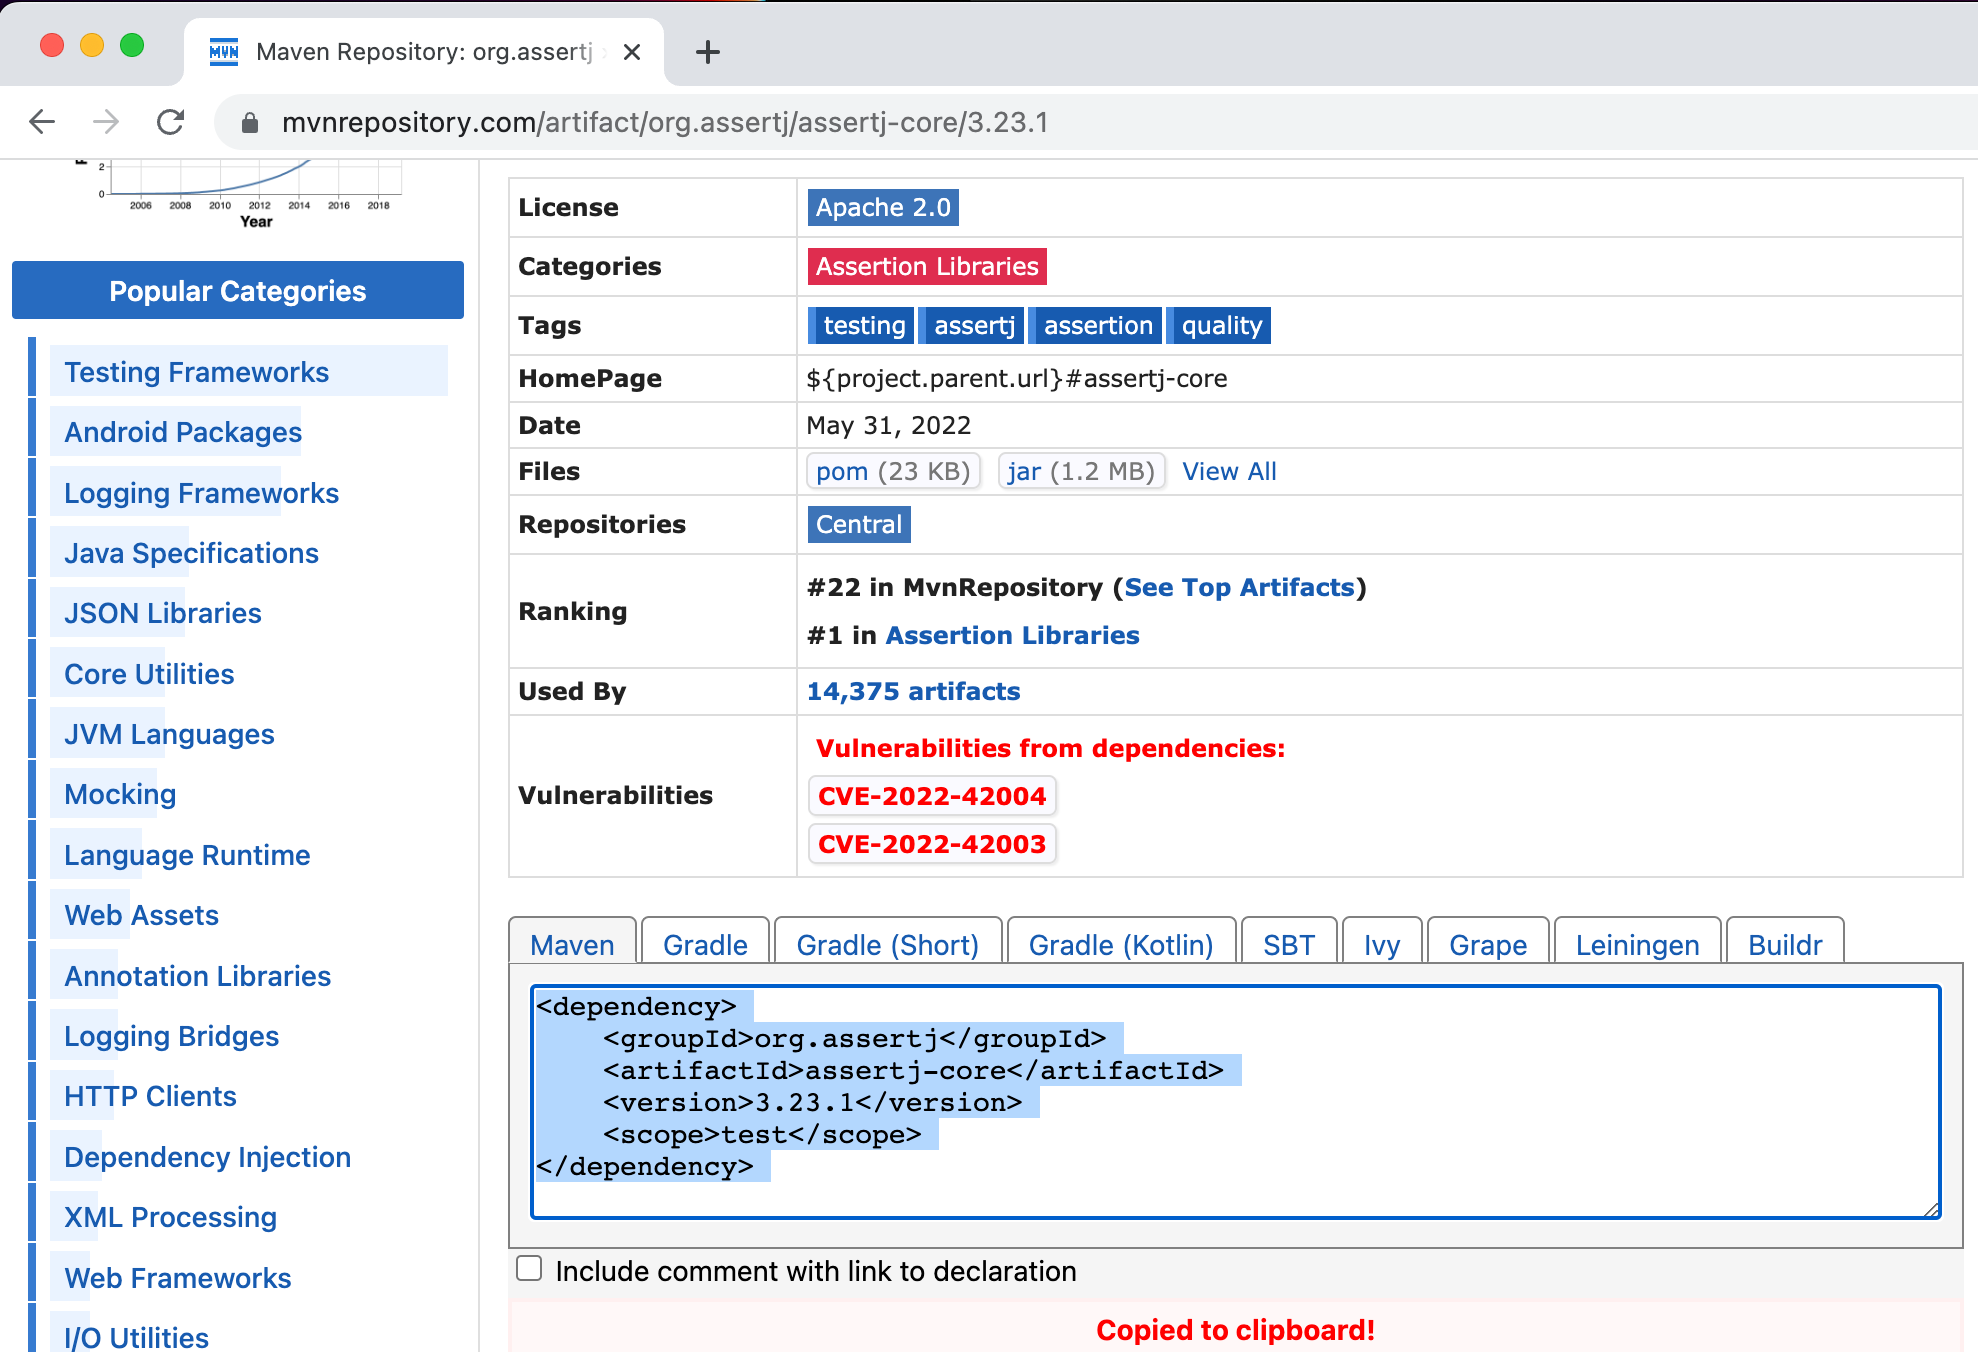 Maven Repository: org.assertj
mvnrepository.com/artifact/org.assertj/assertj-core/3.23.1
2
0
2006 2008 2010 2012 2014 2016 2018
Year
Popular Categories
Testing Frameworks
Android Packages
Logging Frameworks
Java Specifications
JSON Libraries
Core Utilities
JVM Languages
Mocking
Language Runtime
Web Assets
Annotation Libraries
Logging Bridges
HTTP Clients
Dependency Injection
XML Processing
Web Frameworks
I/O Utilities
License Apache 2.0
Categories Assertion Libraries
Tags testing assertj assertion quality
HomePage ${project.parent.url}#assertj-core
Date May 31, 2022
Files pom (23 KB) jar (1.2 MB) View All
Repositories Central
Ranking #22 in MvnRepository (See Top Artifacts)
#1 in Assertion Libraries
Used By 14,375 artifacts
Vulnerabilities Vulnerabilities from dependencies:
CVE-2022-42004
CVE-2022-42003
Maven Gradle Gradle (Short) Gradle (Kotlin) SBT Ivy Grape Leiningen Buildr
<dependency>
    <groupId>org.assertj</groupId>
    <artifactId>assertj-core</artifactId>
    <version>3.23.1</version>
    <scope>test</scope>
</dependency>
Include comment with link to declaration
Copied to clipboard!